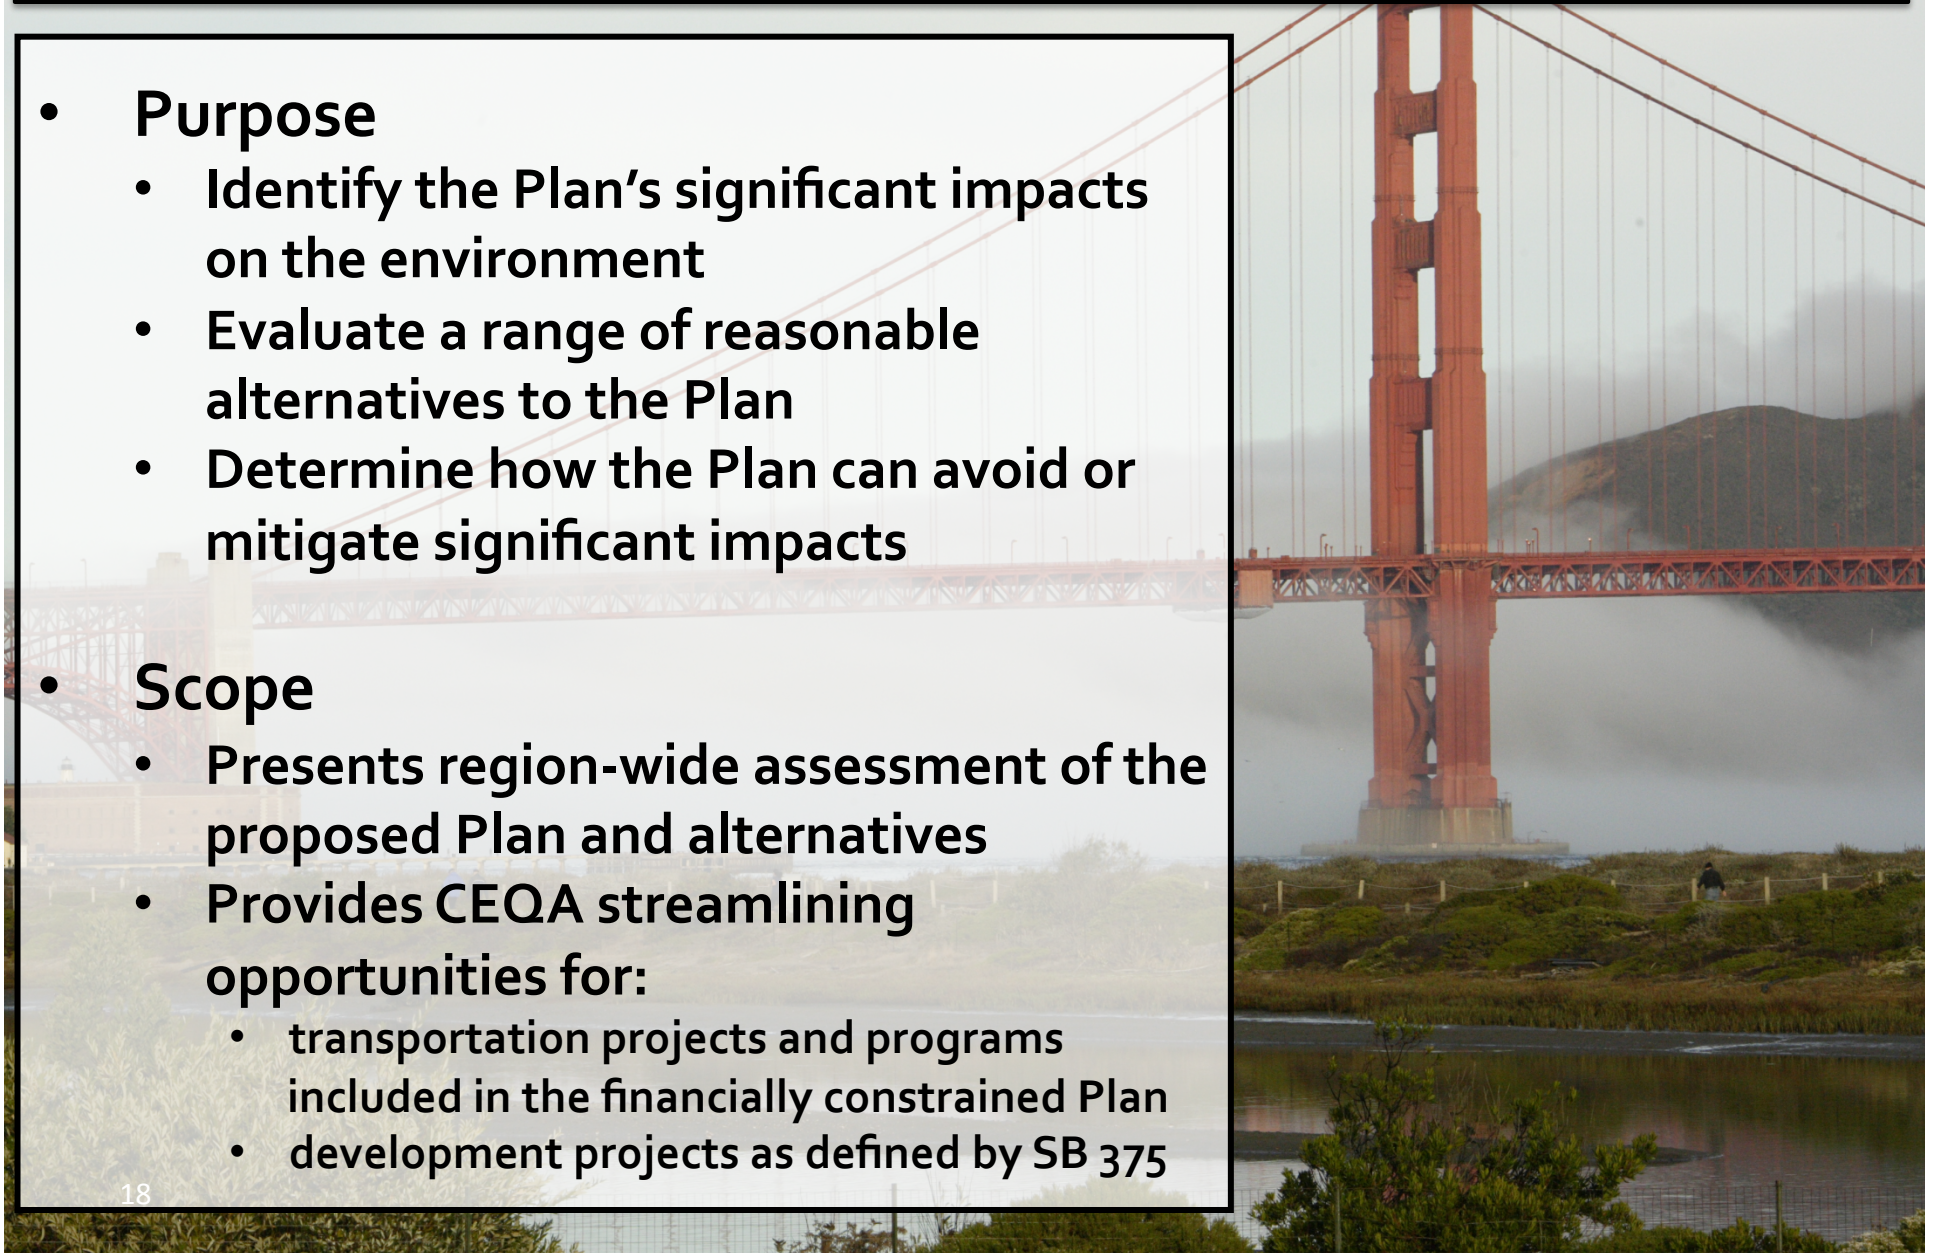 • Purpose
• Identify the Plan’s significant impacts
on the environment
• Evaluate a range of reasonable
alternatives to the Plan
• Determine how the Plan can avoid or
mitigate significant impacts
• Scope
• Presents region-wide assessment of the
proposed Plan and alternatives
• Provides CEQA streamlining
opportunities for:
• transportation projects and programs
included in the financially constrained Plan
• development projects as defined by SB 375
18